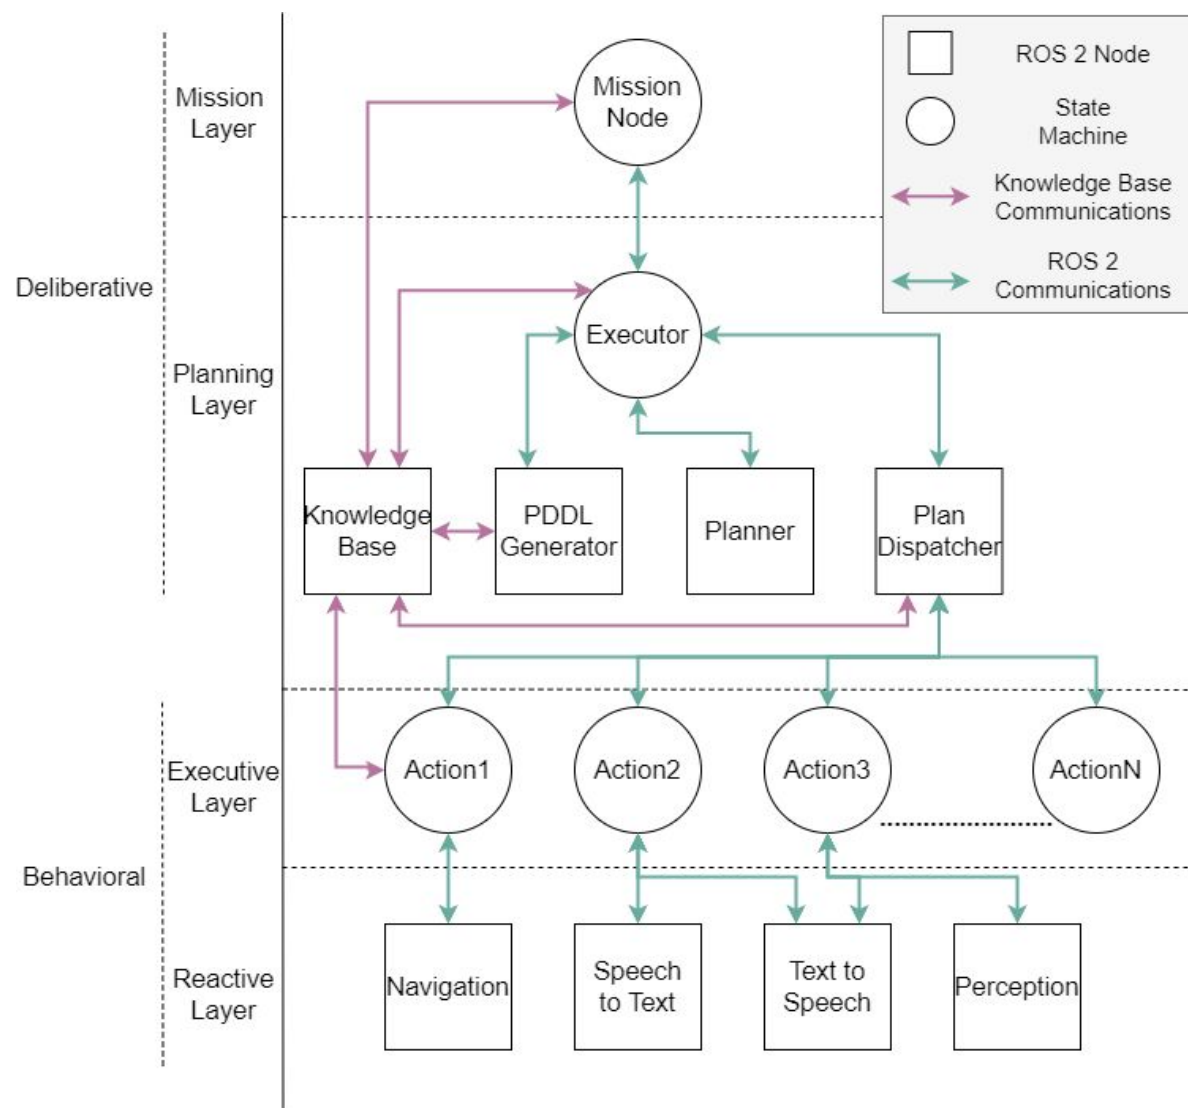 Mission
Layer
Mission
Node
ROS 2 Node
State
Machine
Knowledge Base
Communications
ROS 2
Communications
Deliberative
Planning
Layer
Executor
Knowledge
Base
PDDL
Generator
Planner
Plan
Dispatcher
Behavioral
Executive
Layer
Action1
Action2
Action3
ActionN
Reactive
Layer
Navigation
Speech
to Text
Text to
Speech
Perception